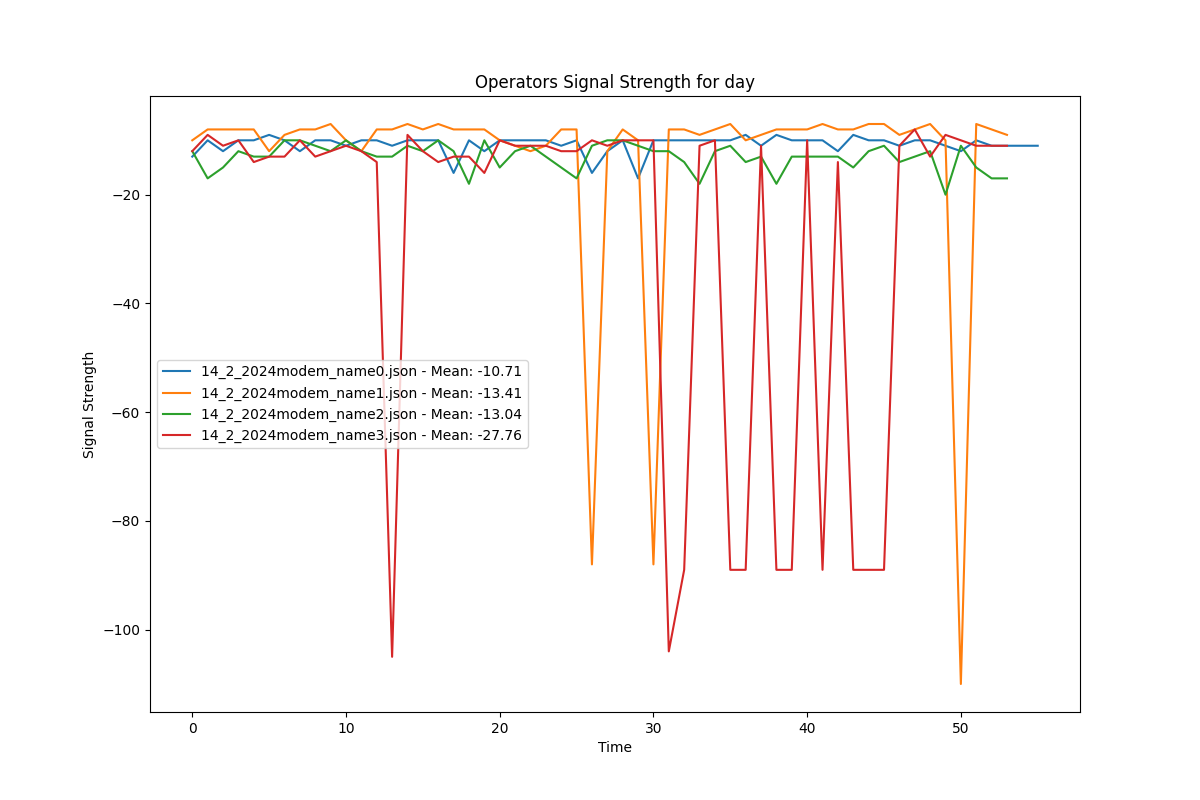 Operators Signal Strength for day
Signal Strength
−20
−40
−60
−80
−100
14_2_2024modem_name0.json - Mean: -10.71
14_2_2024modem_name1.json - Mean: -13.41
14_2_2024modem_name2.json - Mean: -13.04
14_2_2024modem_name3.json - Mean: -27.76
0 10 20 30 40 50
Time